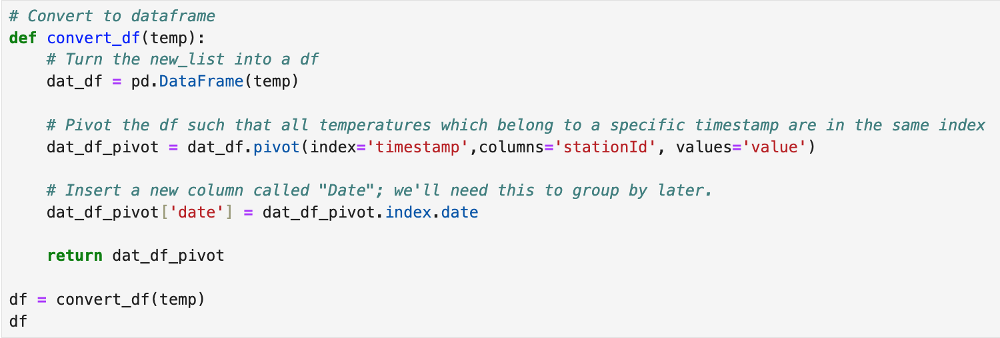 # Convert to dataframe
def convert_df(temp):
    # Turn the new_list into a df
    dat_df = pd.DataFrame(temp)

    # Pivot the df such that all temperatures which belong to a specific timestamp are in the same index
    dat_df_pivot = dat_df.pivot(index='timestamp',columns='stationId', values='value')

    # Insert a new column called "Date"; we'll need this to group by later.
    dat_df_pivot['date'] = dat_df_pivot.index.date

    return dat_df_pivot

df = convert_df(temp)
df